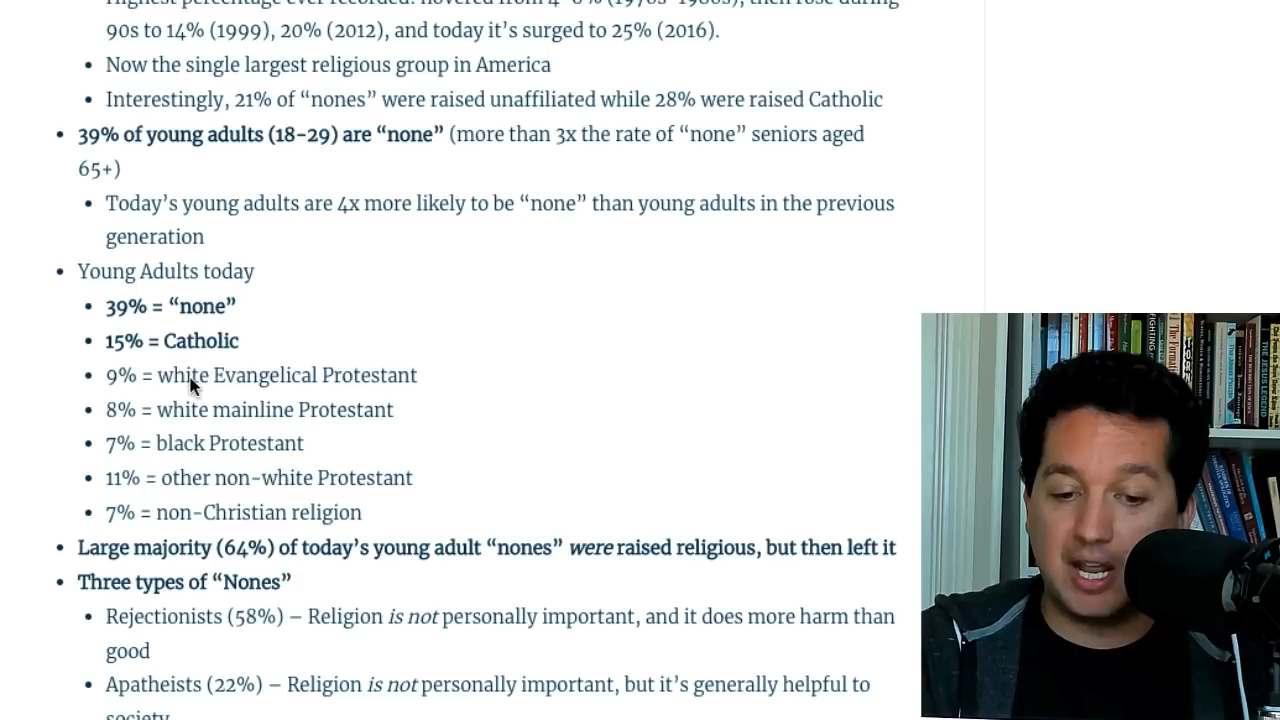 Highest percentage ever recorded: hovered from 4-6% (1970s-1980s), then rose during
90s to 14% (1999), 20% (2012), and today it’s surged to 25% (2016).
• Now the single largest religious group in America
• Interestingly, 21% of “nones” were raised unaffiliated while 28% were raised Catholic
• 39% of young adults (18-29) are “none” (more than 3x the rate of “none” seniors aged
65+)
• Today’s young adults are 4x more likely to be “none” than young adults in the previous
generation
• Young Adults today
• 39% = “none”
• 15% = Catholic
• 9% = white Evangelical Protestant
• 8% = white mainline Protestant
• 7% = black Protestant
• 11% = other non-white Protestant
• 7% = non-Christian religion
• Large majority (64%) of today’s young adult “nones” were raised religious, but then left it
• Three types of “Nones”
• Rejectionists (58%) – Religion is not personally important, and it does more harm than
good
• Apatheists (22%) – Religion is not personally important, but it’s generally helpful to
society
FIGHTING
THE JESUS LEGEND